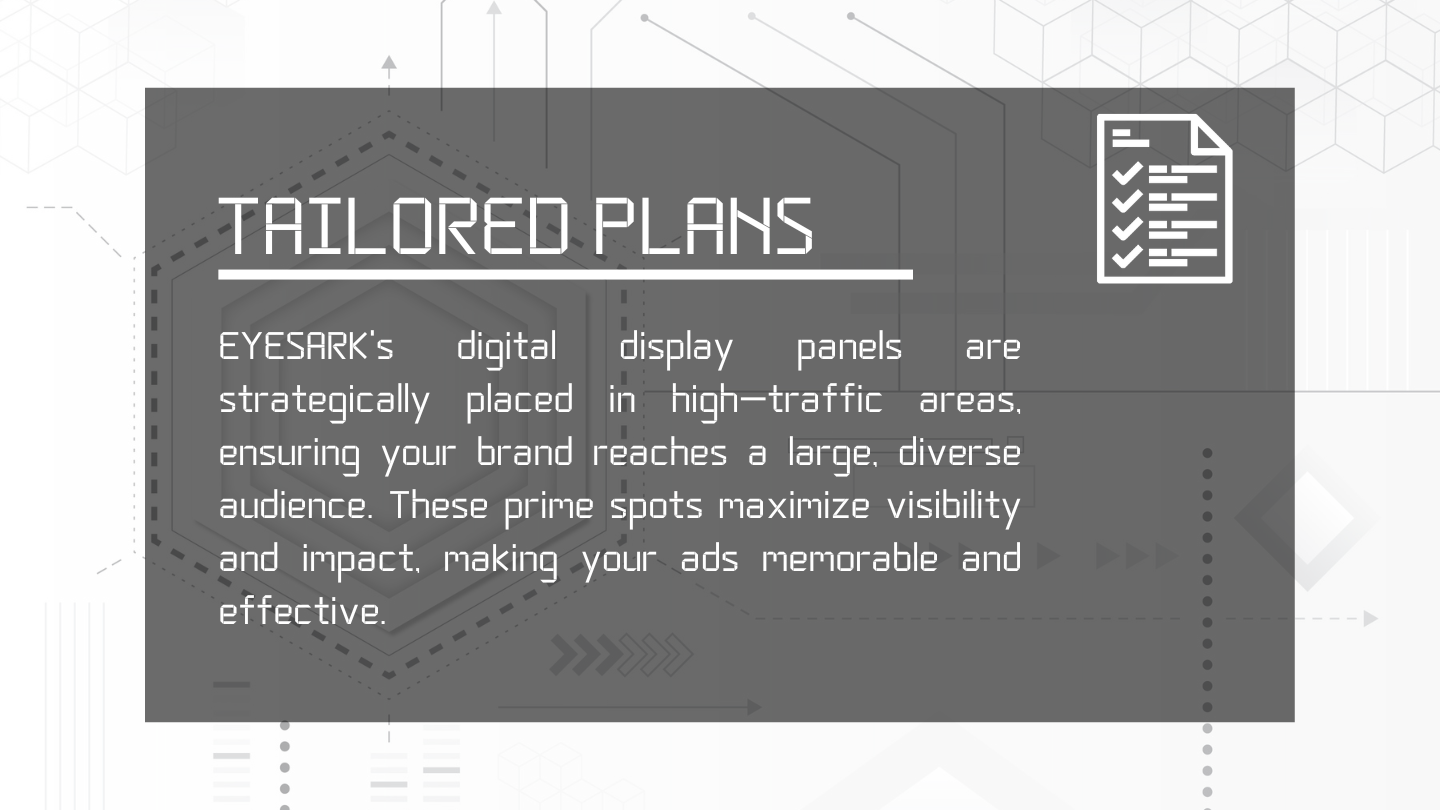 TAILORED PLANS
EYESARK's digital display panels are
strategically placed in high-traffic areas,
ensuring your brand reaches a large, diverse
audience. These prime spots maximize visibility
and impact, making your ads memorable and
effective.